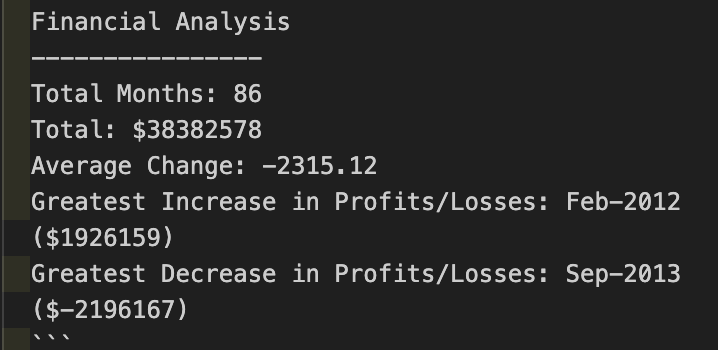 Financial Analysis
----------------
Total Months: 86
Total: $38382578
Average Change: -2315.12
Greatest Increase in Profits/Losses: Feb-2012
($1926159)
Greatest Decrease in Profits/Losses: Sep-2013
($-2196167)
```